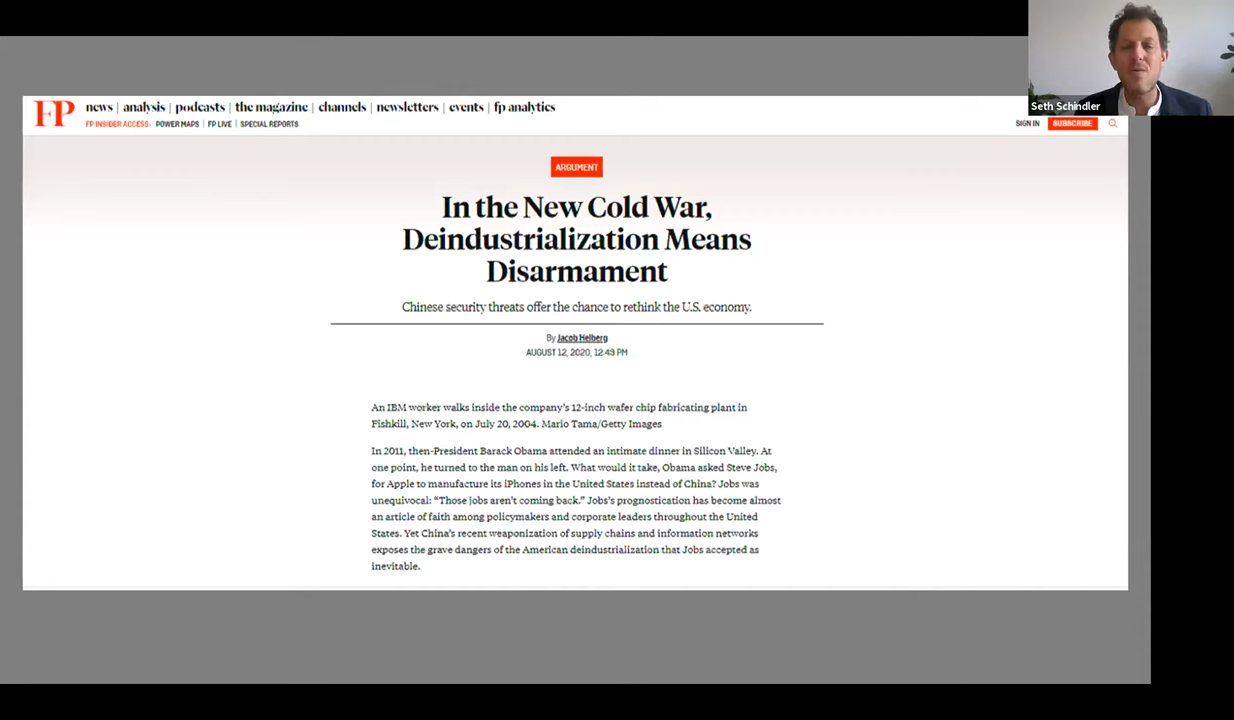 FP
news | analysis | podcasts | the magazine | channels | newsletters | events | fp analytics
FP INSIDER ACCESS: POWER MAPS | FP LIVE | SPECIAL REPORTS
SIGN IN
SUBSCRIBE
Seth Schindler
ARGUMENT
In the New Cold War,
Deindustrialization Means
Disarmament
Chinese security threats offer the chance to rethink the U.S. economy.
By Jacob Helberg
AUGUST 12, 2020, 12:49 PM
An IBM worker walks inside the company's 12-inch wafer chip fabricating plant in
Fishkill, New York, on July 20, 2004. Mario Tama/Getty Images
In 2011, then-President Barack Obama attended an intimate dinner in Silicon Valley. At
one point, he turned to the man on his left. What would it take, Obama asked Steve Jobs,
for Apple to manufacture its iPhones in the United States instead of China? Jobs was
unequivocal: “Those jobs aren't coming back.” Jobs's prognostication has become almost
an article of faith among policymakers and corporate leaders throughout the United
States. Yet China's recent weaponization of supply chains and information networks
exposes the grave dangers of the American deindustrialization that Jobs accepted as
inevitable.